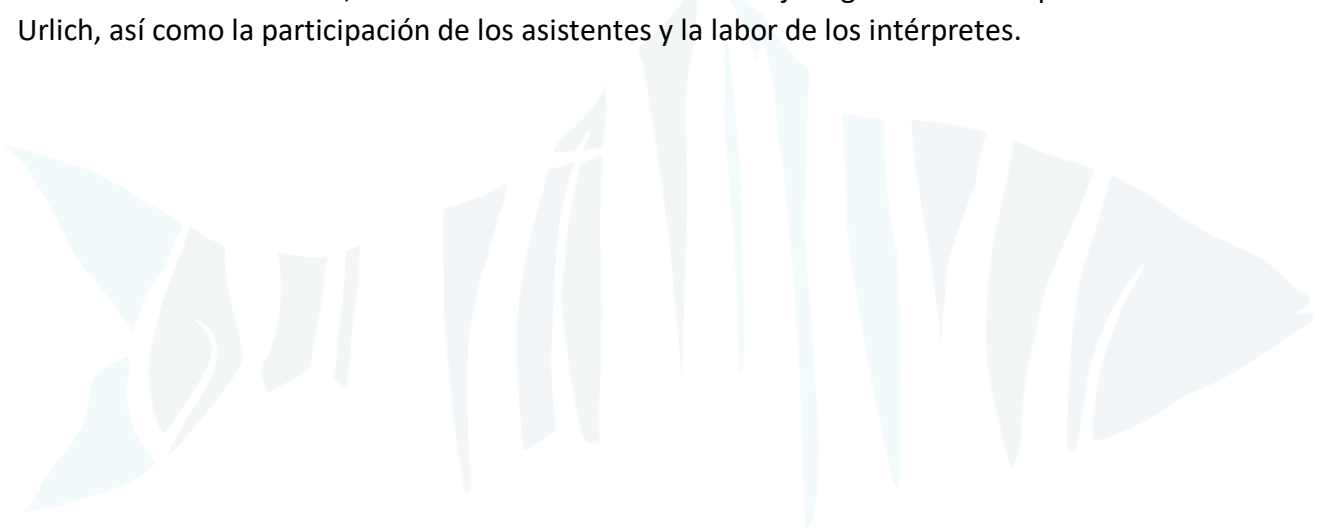 Urlich, así como la participación de los asistentes y la labor de los intérpretes.